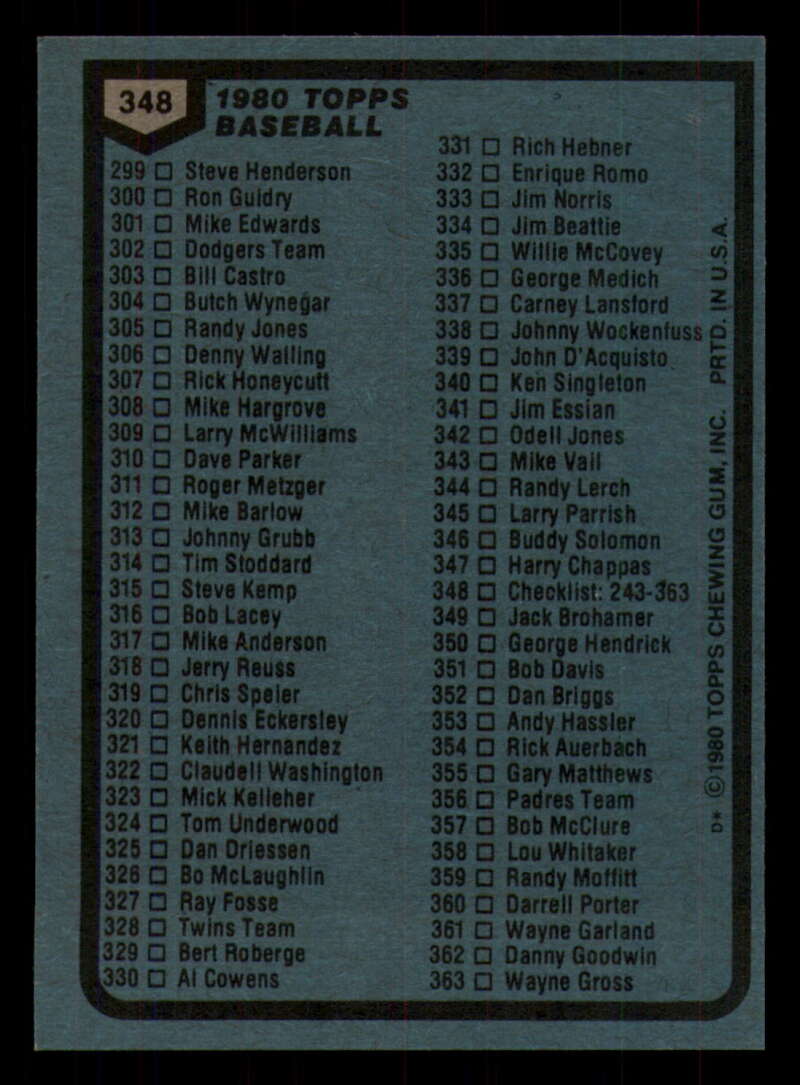 348
1980 TOPPS
BASEBALL
299 Steve Henderson
300 Ron Guidry
301 Mike Edwards
302 Dodgers Team
303 Bill Castro
304 Butch Wynegar
305 Randy Jones
306 Denny Walling
307 Rick Honeycutt
308 Mike Hargrove
309 Larry McWilliams
310 Dave Parker
311 Roger Metzger
312 Mike Barlow
313 Johnny Grubb
314 Tim Stoddard
315 Steve Kemp
316 Bob Lacey
317 Mike Anderson
318 Jerry Reuss
319 Chris Speier
320 Dennis Eckersley
321 Keith Hernandez
322 Claudell Washington
323 Mick Kelleher
324 Tom Underwood
325 Dan Driessen
326 Bo McLaughlin
327 Ray Fosse
328 Twins Team
329 Bert Roberge
330 Al Cowens
331 Rich Hebner
332 Enrique Romo
333 Jim Norris
334 Jim Beattie
335 Willie McCovey
336 George Medich
337 Carney Lansford
338 Johnny Wockenfuss
339 John D'Acquisto
340 Ken Singleton
341 Jim Essian
342 Odell Jones
343 Mike Vail
344 Randy Lerch
345 Larry Parrish
346 Buddy Solomon
347 Harry Chappas
348 Checklist: 243-363
349 Jack Brohamer
350 George Hendrick
351 Bob Davis
352 Dan Briggs
353 Andy Hassler
354 Rick Auerbach
355 Gary Matthews
356 Padres Team
357 Bob McClure
358 Lou Whitaker
359 Randy Moffitt
360 Darrell Porter
361 Wayne Garland
362 Danny Goodwin
363 Wayne Gross
D* ©1980 TOPPS CHEWING GUM, INC. PRTD. IN U.S.A.